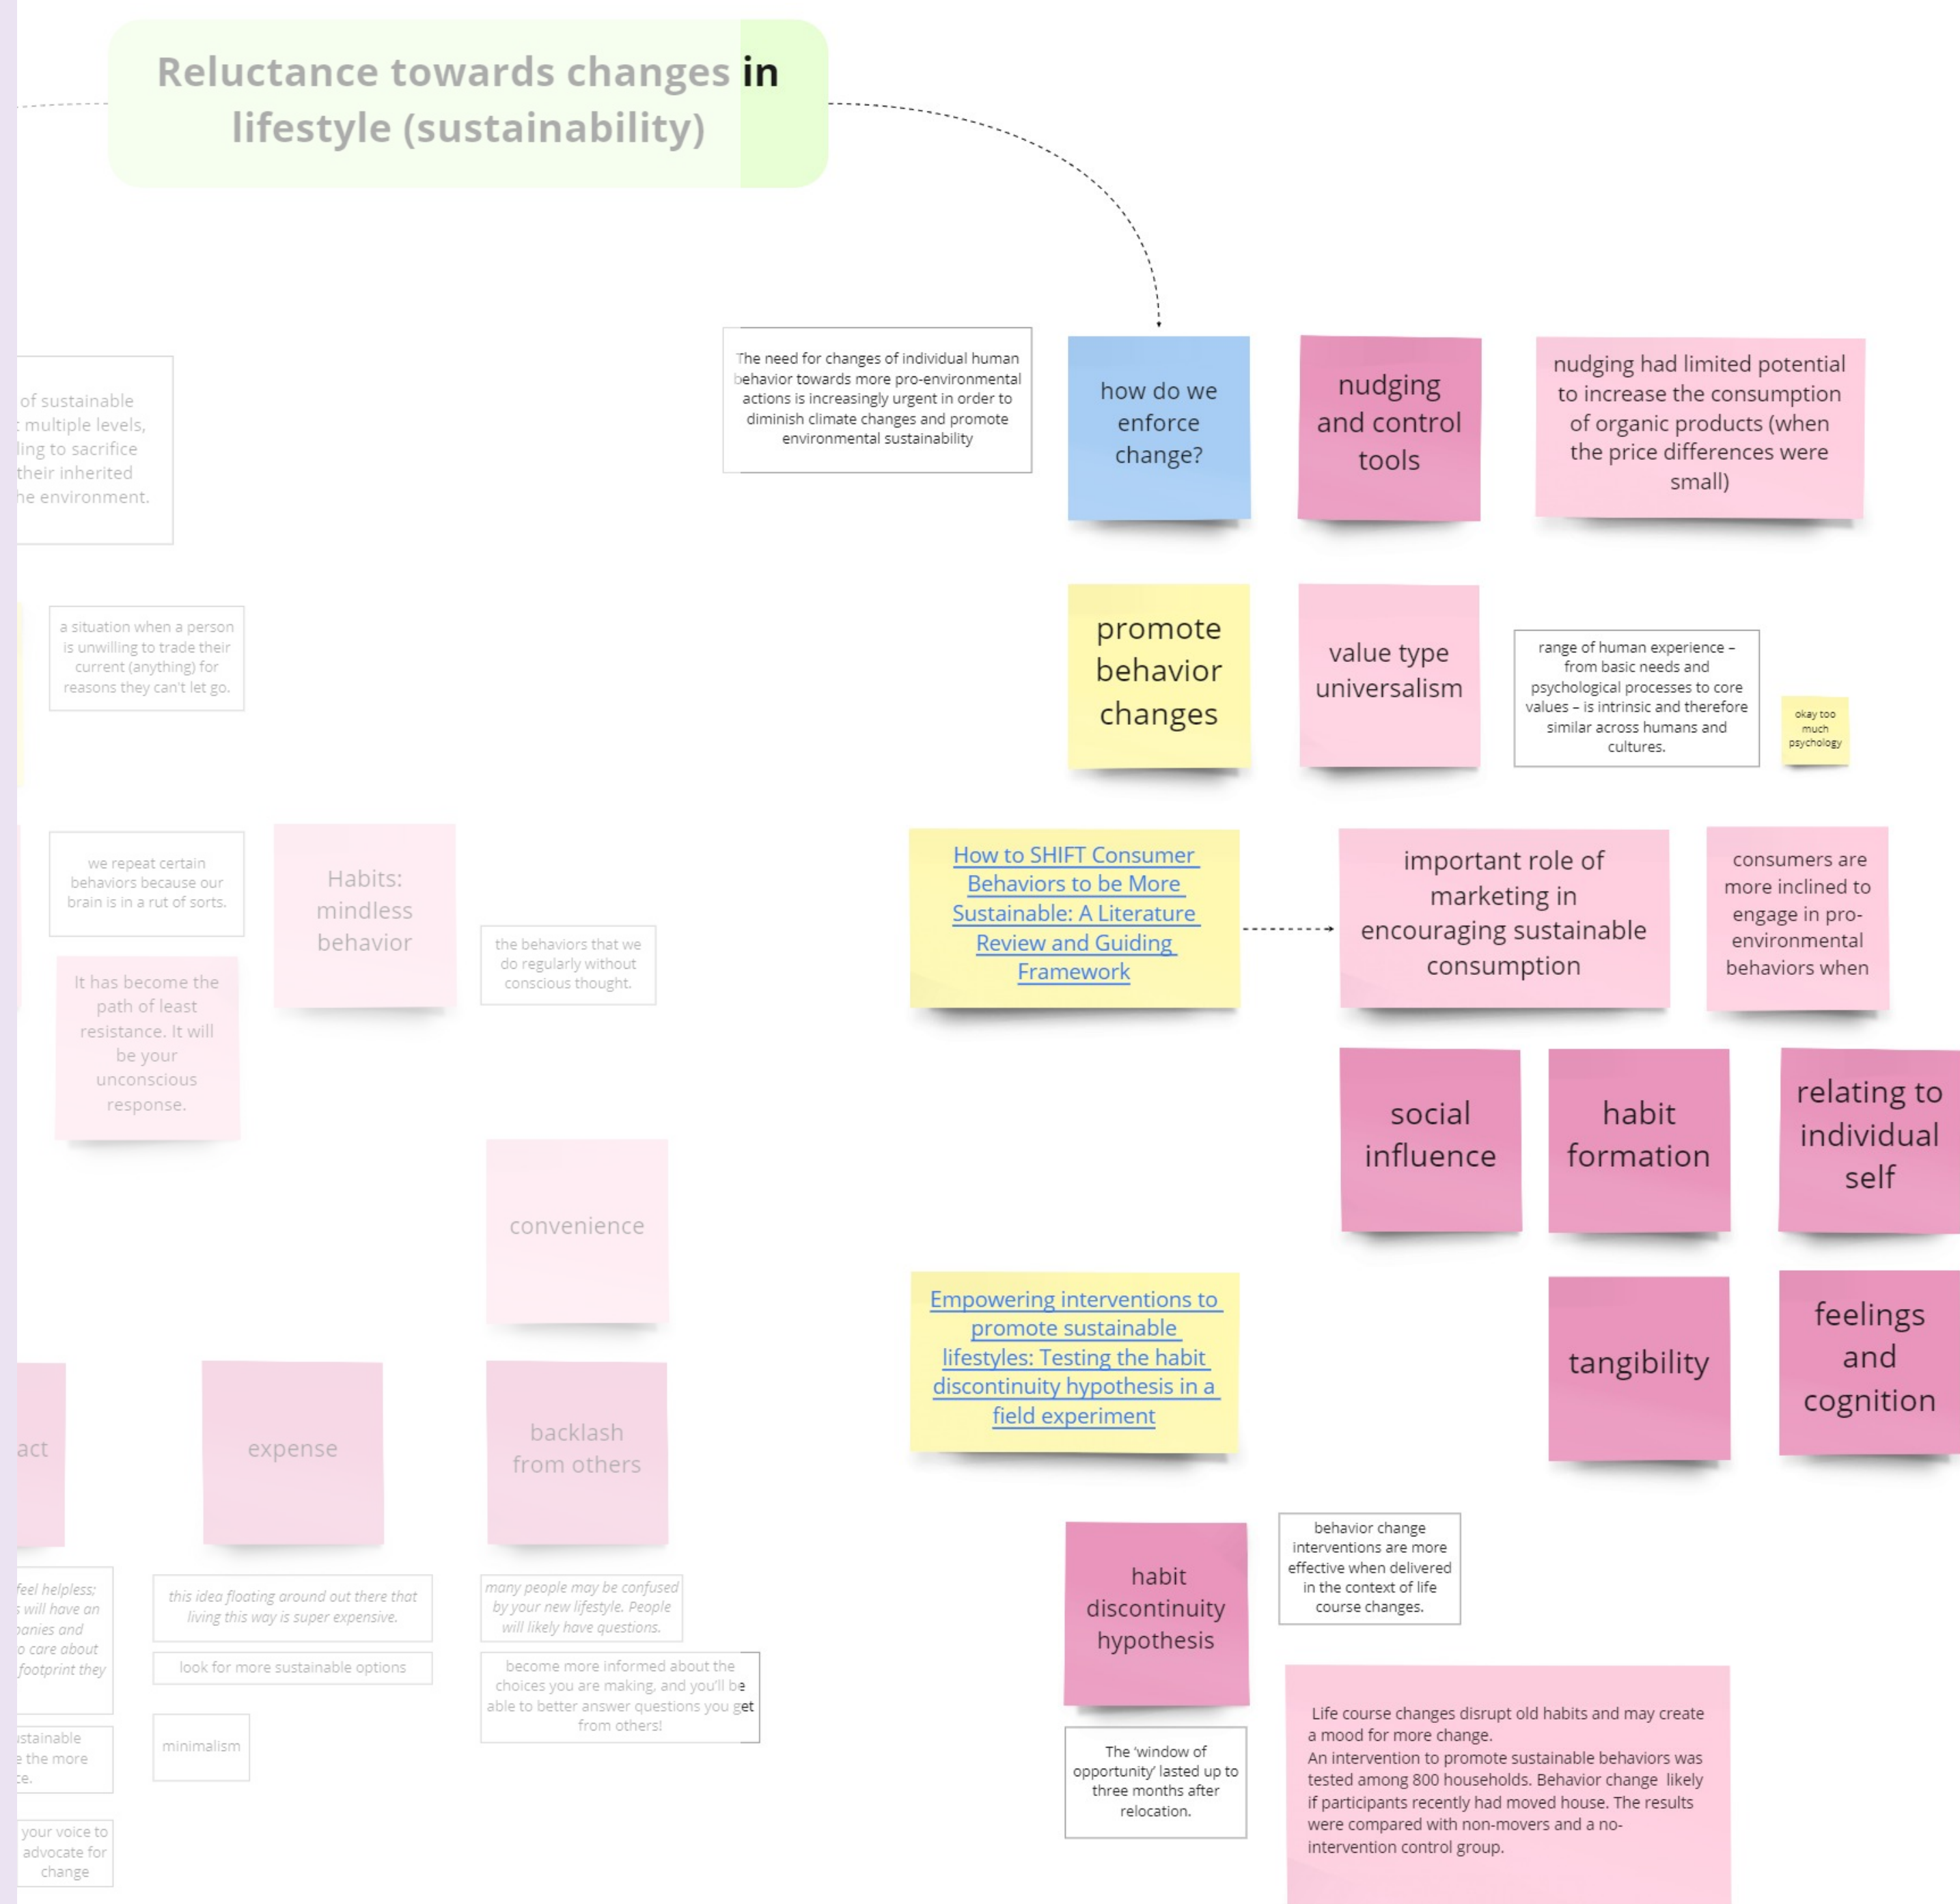 Reluctance towards changes in
lifestyle (sustainability)
The need for changes of individual human
behavior towards more pro-environmental
actions is increasingly urgent in order to
diminish climate changes and promote
environmental sustainability
how do we
enforce
change?
nudging
and control
tools
nudging had limited potential
to increase the consumption
of organic products (when
the price differences were
small)
of sustainable
multiple levels,
to sacrifice
their inherited
environment.
a situation when a person
is unwilling to trade their
current (anything) for
reasons they can't let go.
promote
behavior
changes
value type
universalism
range of human experience –
from basic needs and
psychological processes to core
values – is intrinsic and therefore
similar across humans and
cultures.
okay too
much
psychology
we repeat certain
behaviors because our
brain is in a rut of sorts.
Habits:
mindless
behavior
the behaviors that we
do regularly without
conscious thought.
It has become the
path of least
resistance. It will
be your
unconscious
response.
How to SHIFT Consumer
Behaviors to be More
Sustainable: A Literature
Review and Guiding
Framework
important role of
marketing in
encouraging sustainable
consumption
consumers are
more inclined to
engage in pro-
environmental
behaviors when
social
influence
habit
formation
relating to
individual
self
convenience
tangibility
feelings
and
cognition
Empowering interventions to
promote sustainable
lifestyles: Testing the habit
discontinuity hypothesis in a
field experiment
act
expense
backlash
from others
feel helpless;
will have an
and
care about
footprint they
this idea floating around out there that
living this way is super expensive.
look for more sustainable options
minimalism
many people may be confused
by your new lifestyle. People
will likely have questions.
become more informed about the
choices you are making, and you'll be
able to better answer questions you get
from others!
the more
your voice to
advocate for
change
habit
discontinuity
hypothesis
behavior change
interventions are more
effective when delivered
in the context of life
course changes.
The ‘window of
opportunity’ lasted up to
three months after
relocation.
Life course changes disrupt old habits and may create
a mood for more change.
An intervention to promote sustainable behaviors was
tested among 800 households. Behavior change likely
if participants recently had moved house. The results
were compared with non-movers and a no-
intervention control group.